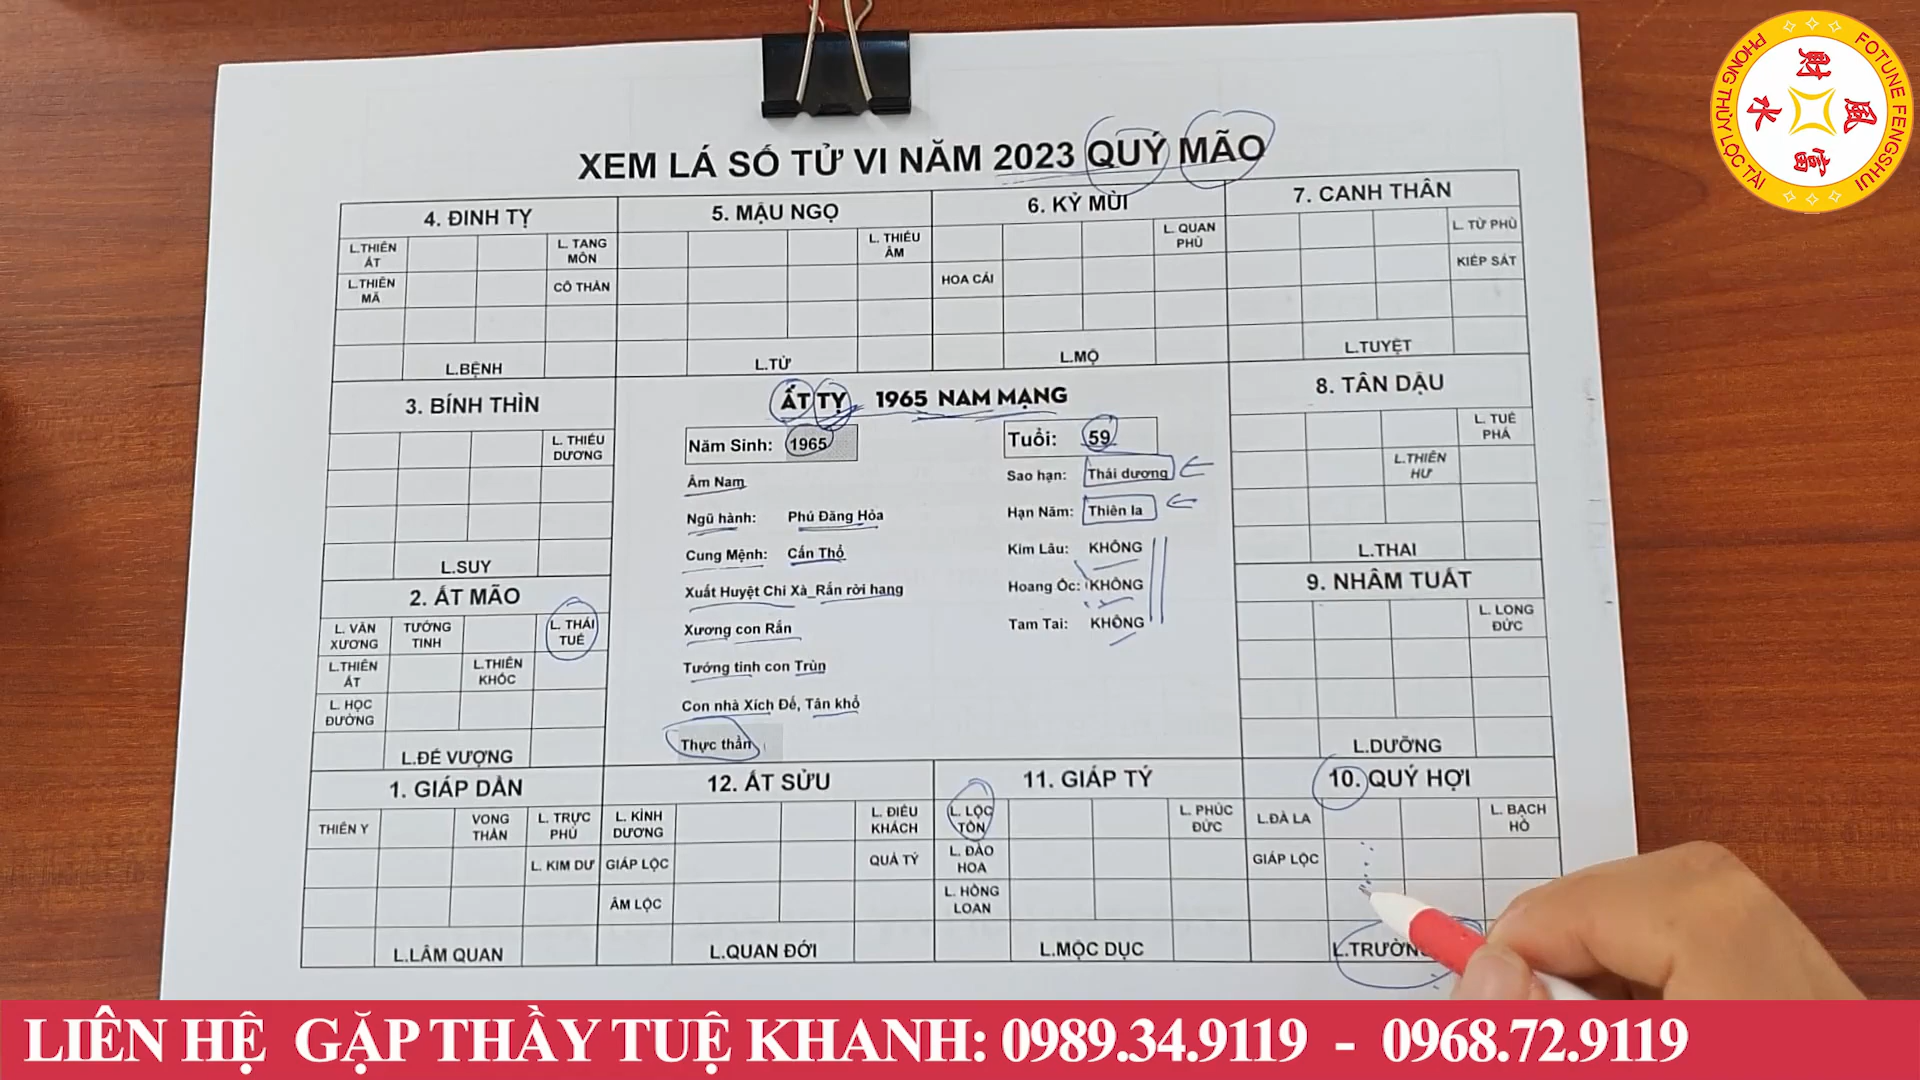 XEM LÁ SỐ TỬ VI NĂM 2023 QUÝ MÃO
4. ĐINH TỴ
L.THIÊN ẤT
L. TANG MÔN
L.THIÊN MÃ
CÔ THẦN
L.BỆNH
5. MẬU NGỌ
L. THIẾU ÂM
L.TỬ
6. KỶ MÙI
L. QUAN PHỦ
HOA CÁI
L.MỘ
7. CANH THÂN
L. TỬ PHÙ
KIẾP SÁT
L.TUYỆT
3. BÍNH THÌN
L. THIẾU DƯƠNG
L.SUY
ẤT TỴ 1965 NAM MẠNG
Năm Sinh: 1965
Tuổi: 59
Âm Nam
Sao hạn: Thái dương
Ngũ hành: Phú Đăng Hỏa
Hạn Năm: Thiên la
Cung Mệnh: Cấn Thổ
Kim Lâu: KHÔNG
Xuất Huyệt Chi Xà_Rắn rời hang
Hoang Ốc: KHÔNG
Xương con Rắn
Tam Tai: KHÔNG
Tướng tinh con Trùn
Con nhà Xích Đế, Tân khổ
Thực thần
8. TÂN DẬU
L. TUẾ PHÁ
L.THIÊN HƯ
L.THAI
2. ẤT MÃO
L. VĂN XƯƠNG
TƯỚNG TINH
L. THÁI TUẾ
L.THIÊN ẤT
L.THIÊN KHỐC
L. HỌC ĐƯỜNG
L.ĐẾ VƯỢNG
9. NHÂM TUẤT
L. LONG ĐỨC
L.DƯỠNG
1. GIÁP DẦN
THIÊN Y
VONG THẦN
L. TRỰC PHÙ
L. KIM DƯ
L.LÂM QUAN
12. ẤT SỬU
L. KÌNH DƯƠNG
L. ĐIẾU KHÁCH
GIÁP LỘC
QUẢ TÝ
ÂM LỘC
L.QUAN ĐỚI
11. GIÁP TÝ
L. LỘC TỒN
L. PHÚC ĐỨC
L. ĐÀO HOA
L. HỒNG LOAN
L.MỘC DỤC
10. QUÝ HỢI
L.ĐÀ LA
L. BẠCH HỔ
GIÁP LỘC
PHONG THỦY LỘC TÀI
FOTUNE FENGSHUI
財
水
風
富
LIÊN HỆ GẶP THẦY TUỆ KHANH: 0989.34.9119 - 0968.72.9119